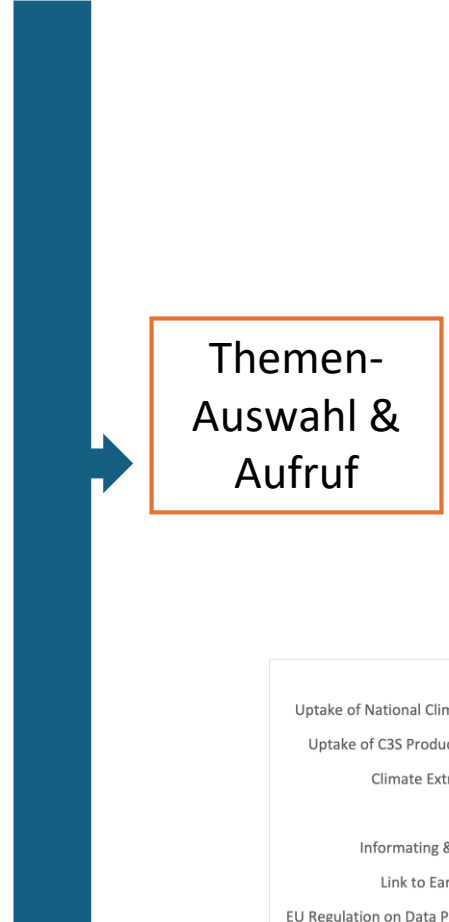 Themen-
Auswahl &
Aufruf
Uptake of National Clim
Uptake of C3S Produc
Climate Extr
Informating &
Link to Ear
EU Regulation on Data P